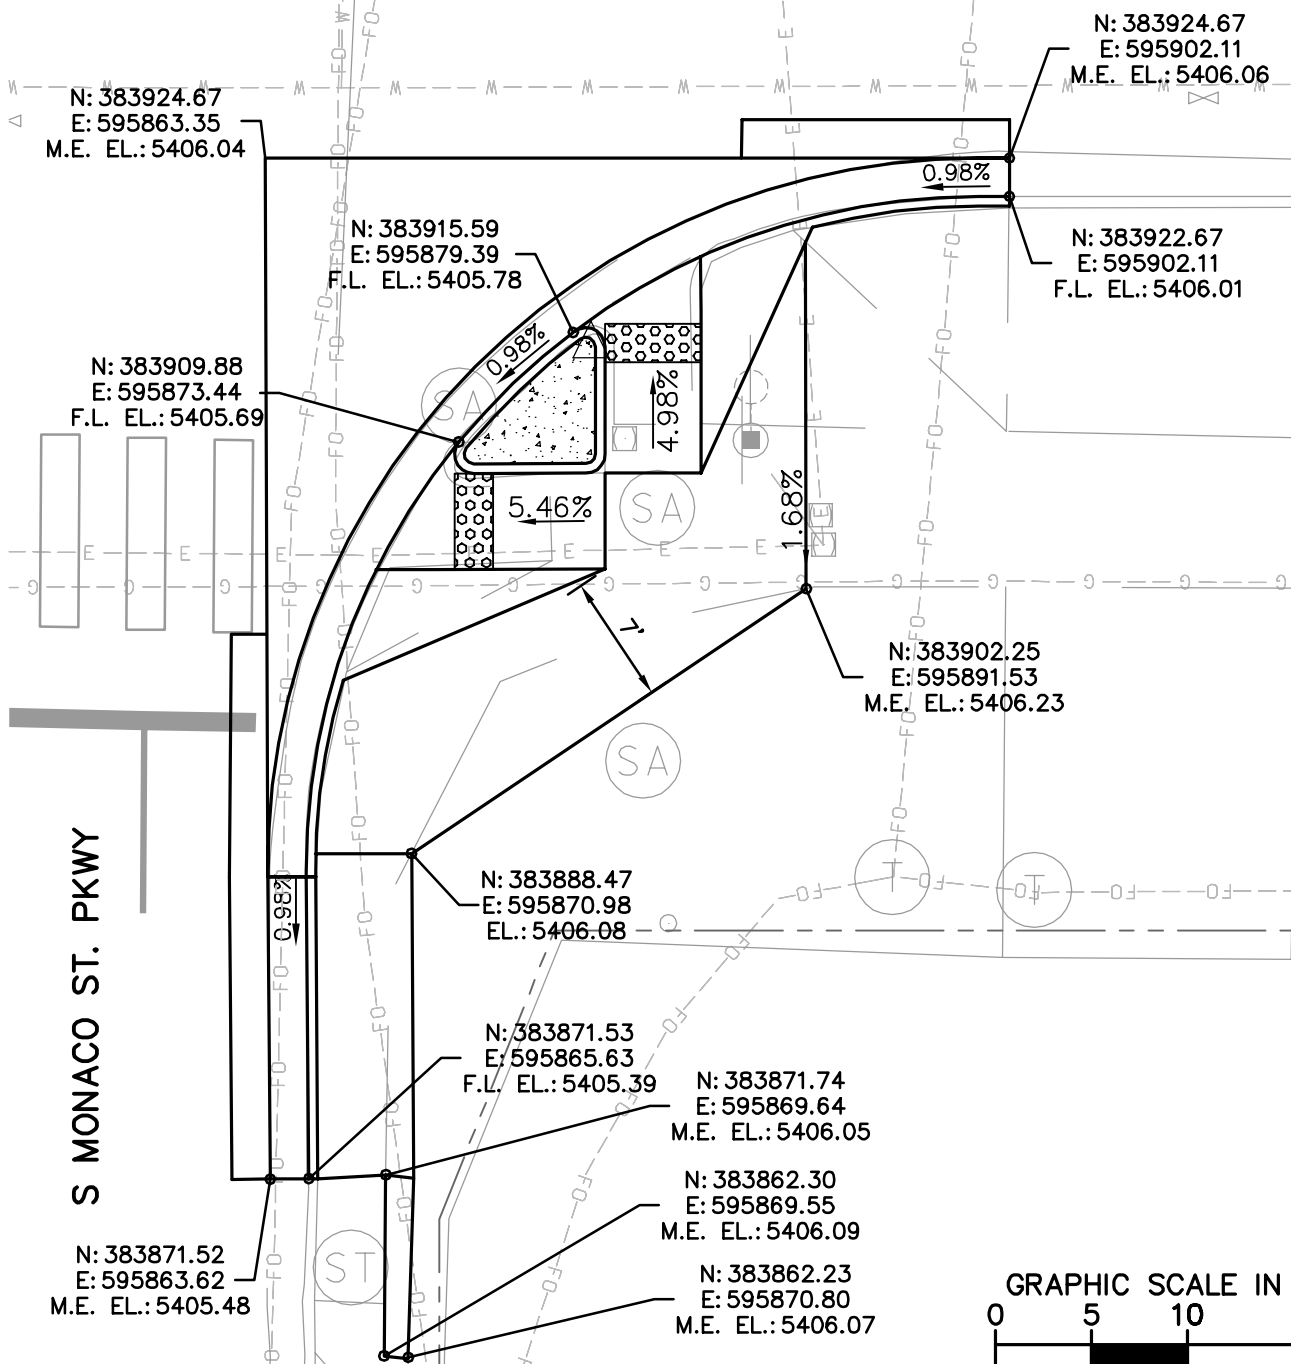 N: 383924.67
E: 595902.11
M.E. EL.: 5406.06
N: 383924.67
E: 595863.35
M.E. EL.: 5406.04
0.98%
N: 383915.59
E: 595879.39
F.L. EL.: 5405.78
N: 383922.67
E: 595902.11
F.L. EL.: 5406.01
0.98%
N: 383909.88
E: 595873.44
F.L. EL.: 5405.69
4.98%
SA
5.46%
SA
1.68%
7'
N: 383902.25
E: 595891.53
M.E. EL.: 5406.23
SA
S MONACO ST. PKWY
T
T
N: 383888.47
E: 595870.98
EL.: 5406.08
0.98%
N: 383871.53
E: 595865.63
F.L. EL.: 5405.39
N: 383871.74
E: 595869.64
M.E. EL.: 5406.05
N: 383862.30
E: 595869.55
M.E. EL.: 5406.09
N: 383871.52
E: 595863.62
M.E. EL.: 5405.48
ST
N: 383862.23
E: 595870.80
M.E. EL.: 5406.07
GRAPHIC SCALE IN
0 5 10